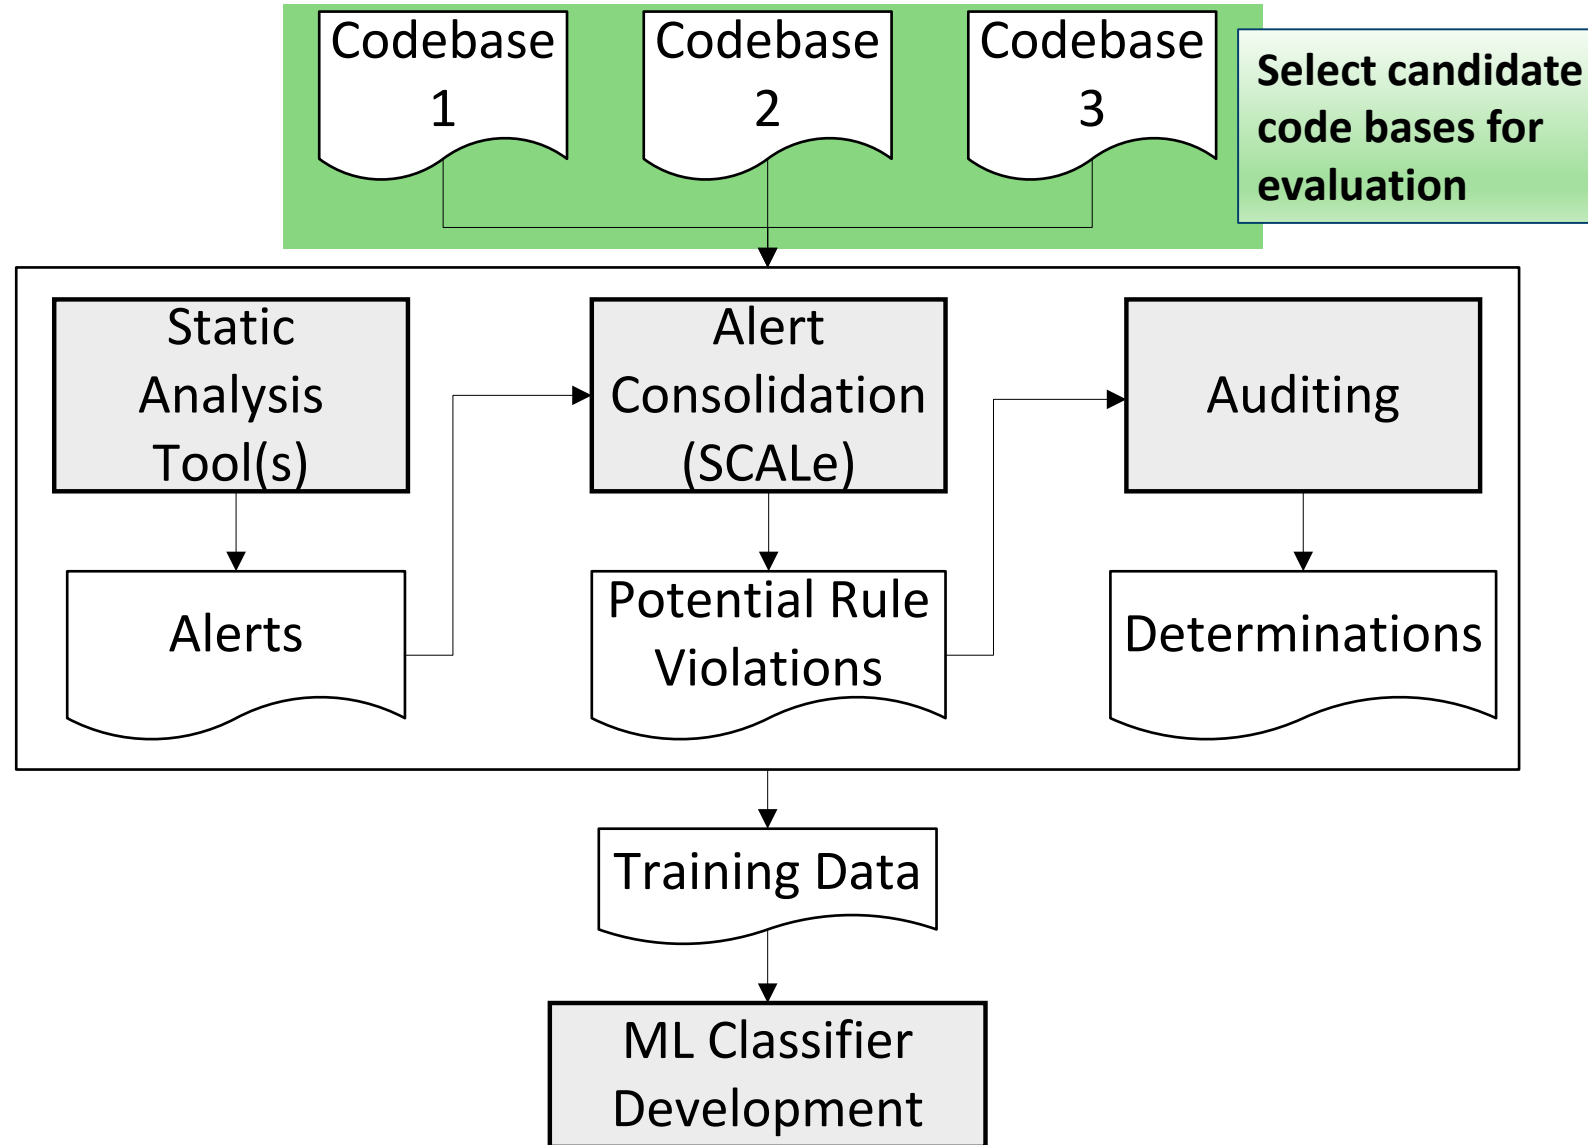 Codebase
1
Codebase
2
Codebase
3
Select candidate
code bases for
evaluation
Static
Analysis
Tool(s)
Alert
Consolidation
(SCALe)
Auditing
Alerts
Potential Rule
Violations
Determinations
Training Data
ML Classifier
Development